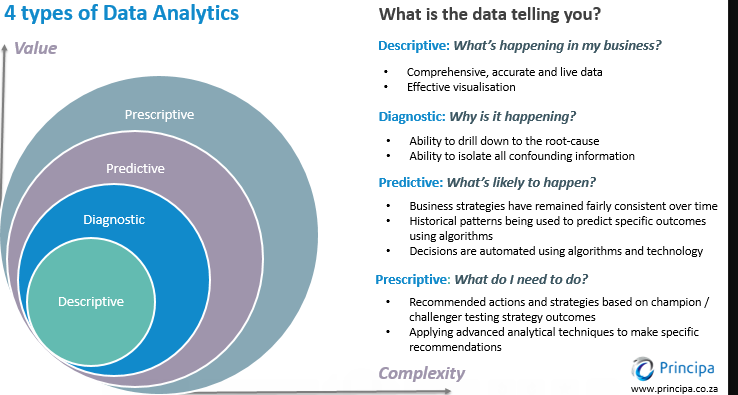 4 types of Data Analytics
Value
Prescriptive
Predictive
Diagnostic
Descriptive
Complexity
What is the data telling you?
Descriptive: What's happening in my business?
• Comprehensive, accurate and live data
• Effective visualisation
Diagnostic: Why is it happening?
• Ability to drill down to the root-cause
• Ability to isolate all confounding information
Predictive: What's likely to happen?
• Business strategies have remained fairly consistent over time
• Historical patterns being used to predict specific outcomes
using algorithms
• Decisions are automated using algorithms and technology
Prescriptive: What do I need to do?
• Recommended actions and strategies based on champion /
challenger testing strategy outcomes
• Applying advanced analytical techniques to make specific
recommendations
Principa
www.principa.co.za